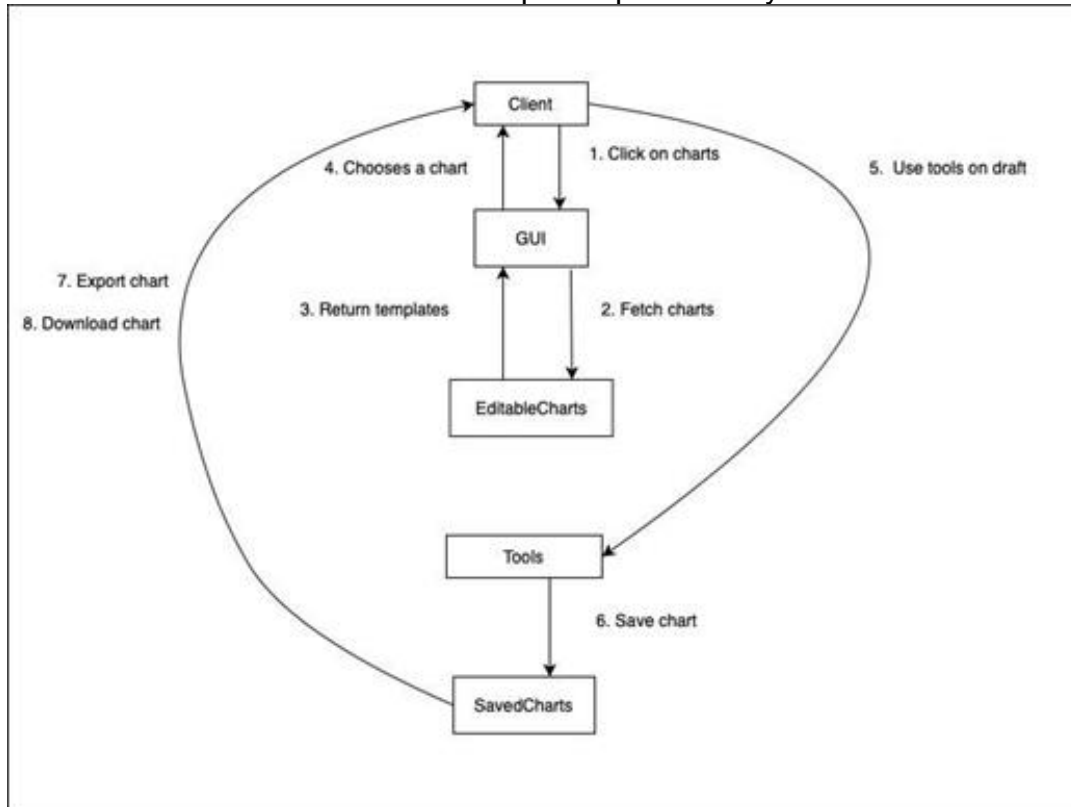 Client
4. Chooses a chart
1. Click on charts
5. Use tools on draft
GUI
7. Export chart
8. Download chart
3. Return templates
2. Fetch charts
EditableCharts
Tools
6. Save chart
SavedCharts